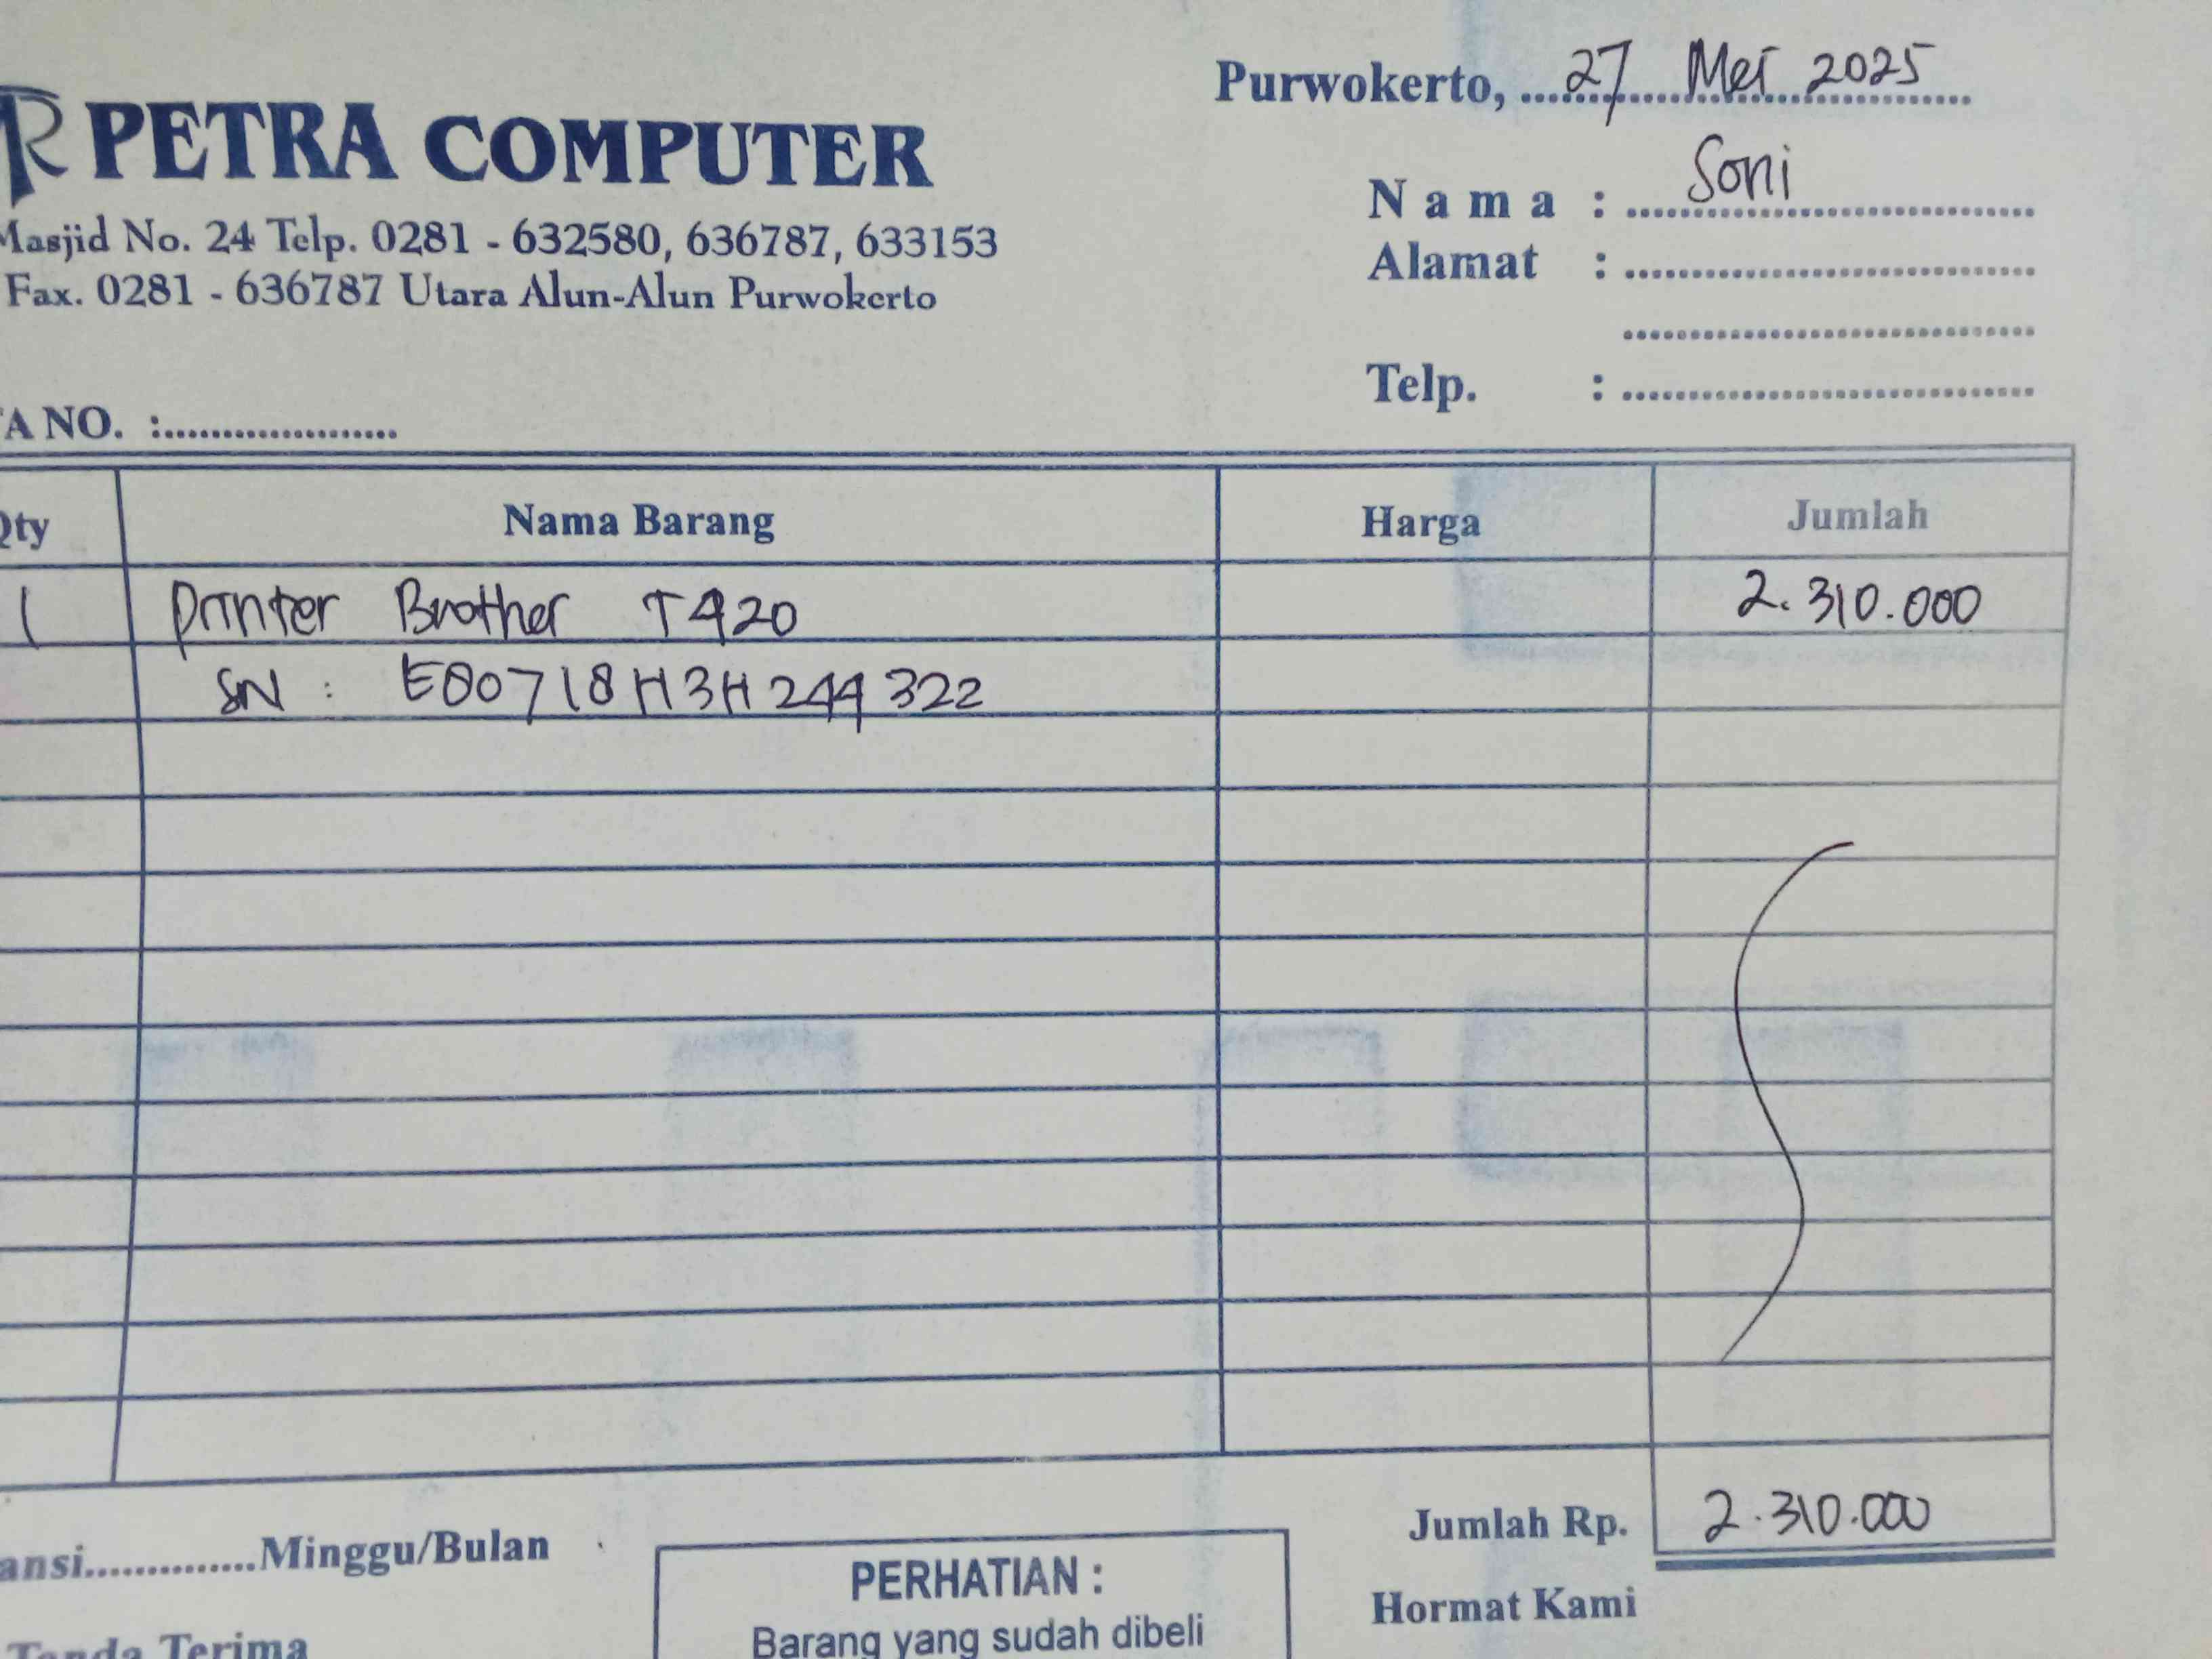 Purwokerto, 27 Mei 2025
PETRA COMPUTER
Masjid No. 24 Telp. 0281 - 632580, 636787, 633153
Fax. 0281 - 636787 Utara Alun-Alun Purwokerto
Nama : Soni
Alamat :
Telp. :
TA NO. :
Qty Nama Barang Harga Jumlah
1 Printer Brother T420 2.310.000
SN : E80718H3H244322
Jumlah Rp. 2.310.000
ansi..............Minggu/Bulan
PERHATIAN :
Hormat Kami
Barang yang sudah dibeli
Tanda Terima